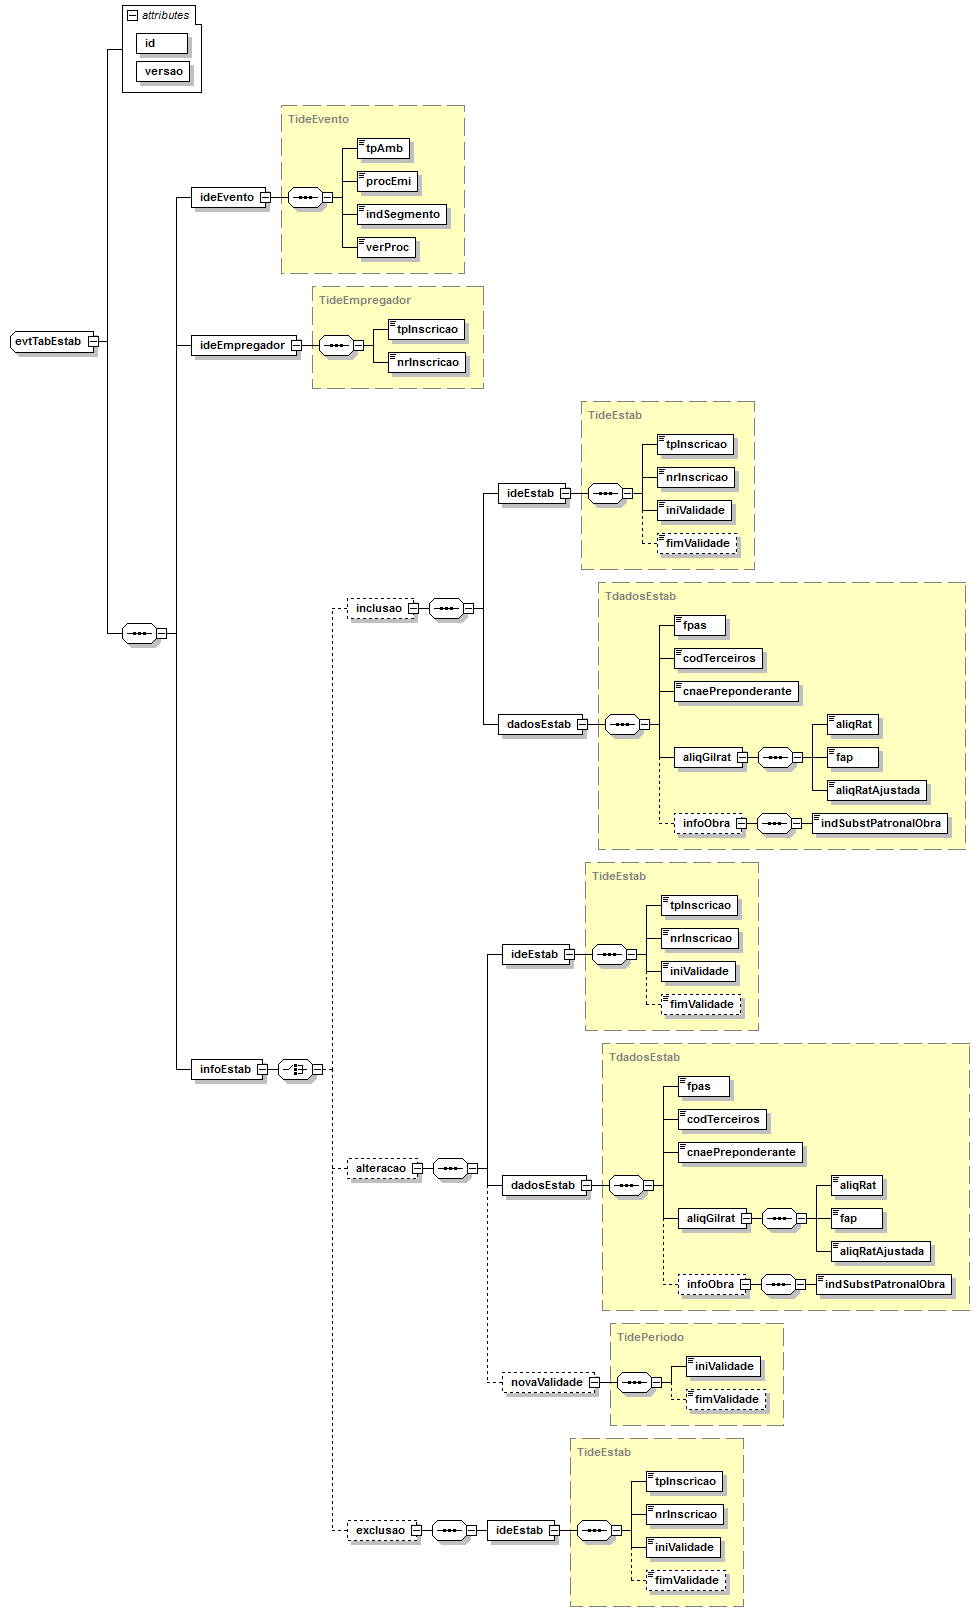 attributes
id
versao
TideEvento
tpAmb
procEmi
ideEvento
indSegmento
verProc
TideEmpregador
tpInscricao
evtTabEstab
ideEmpregador
nrInscricao
TideEstab
tpInscricao
nrInscricao
ideEstab
iniValidade
fimValidade
TdadosEstab
inclusao
fpas
codTerceiros
cnaePreponderante
dadosEstab
aliqRat
aliqGilrat
fap
aliqRatAjustada
infoObra
indSubstPatronalObra
TideEstab
tpInscricao
nrInscricao
ideEstab
iniValidade
fimValidade
TdadosEstab
infoEstab
fpas
codTerceiros
cnaePreponderante
alteracao
dadosEstab
aliqRat
aliqGilrat
fap
aliqRatAjustada
infoObra
indSubstPatronalObra
TidePeriodo
iniValidade
novaValidade
fimValidade
TideEstab
tpInscricao
nrInscricao
exclusao
ideEstab
iniValidade
fimValidade